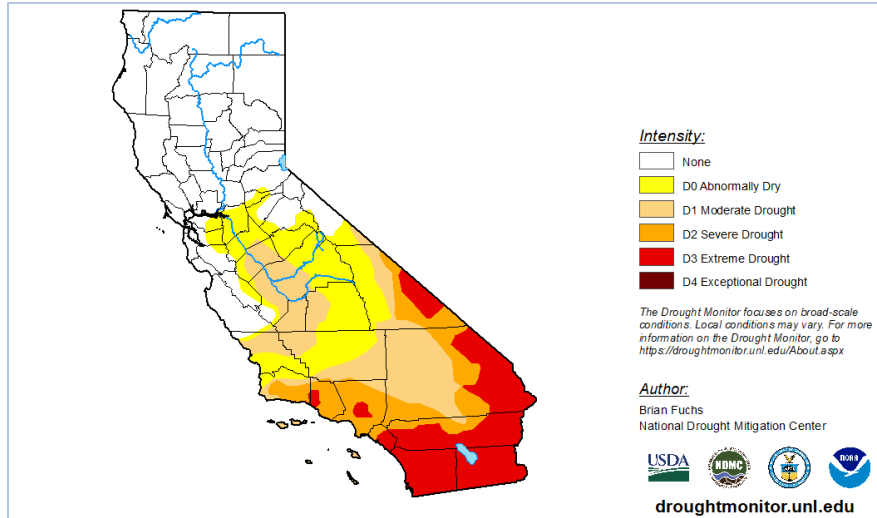 Intensity:
None
D0 Abnormally Dry
D1 Moderate Drought
D2 Severe Drought
D3 Extreme Drought
D4 Exceptional Drought
The Drought Monitor focuses on broad-scale
conditions. Local conditions may vary. For more
information on the Drought Monitor, go to
https://droughtmonitor.unl.edu/About.aspx
Author:
Brian Fuchs
National Drought Mitigation Center
USDA
NDMC
NOAA
droughtmonitor.unl.edu